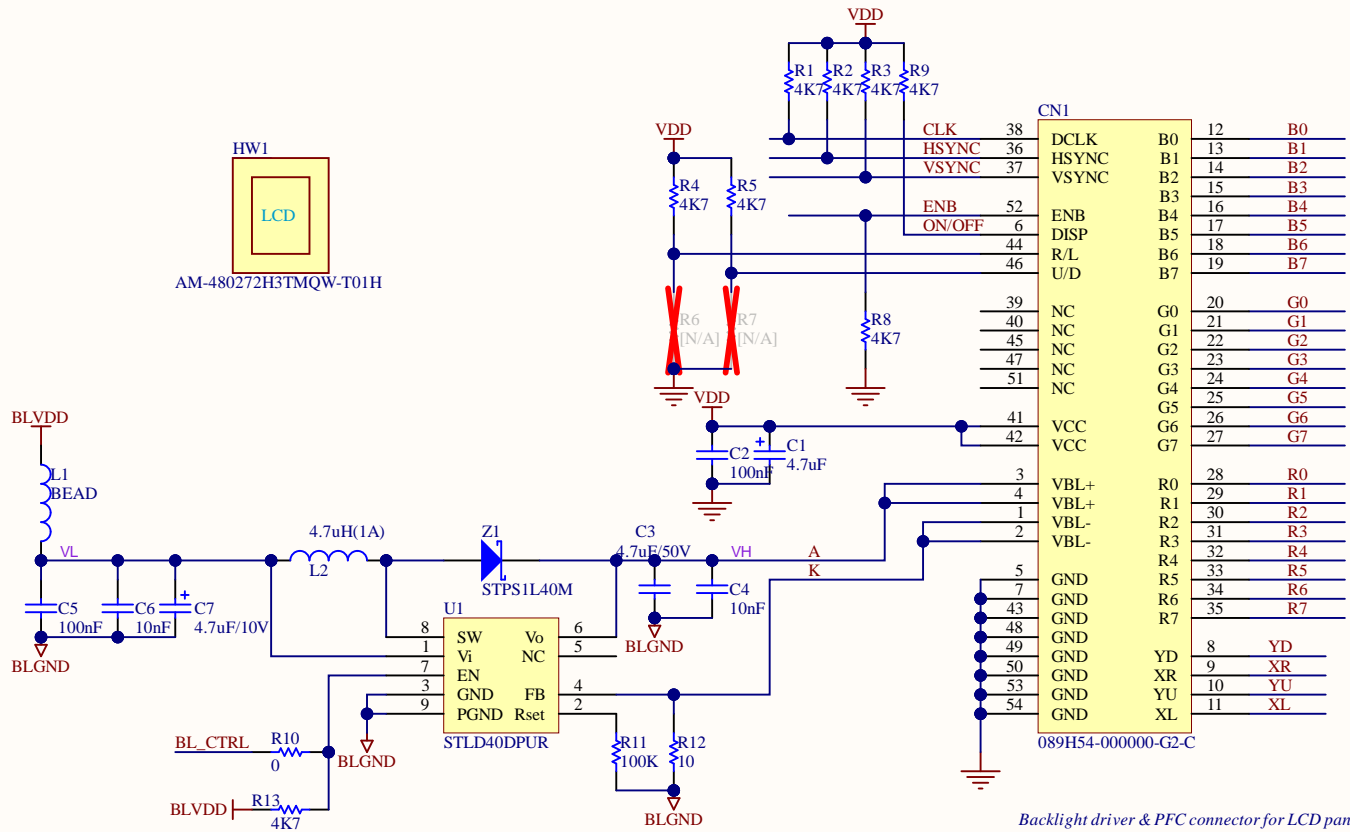 VDD
R1
4K7
R2
4K7
R3
4K7
R9
4K7
CN1
HW1
LCD
AM-480272H3TMQW-T01H
VDD
R4
4K7
R5
4K7
R6
[N/A]
R7
[N/A]
R8
4K7
CLK 38 DCLK
HSYNC 36 HSYNC
VSYNC 37 VSYNC
ENB 52 ENB
ON/OFF 6 DISP
44 R/L
46 U/D
39 NC
40 NC
45 NC
47 NC
51 NC
41 VCC
42 VCC
3 VBL+
4 VBL+
1 VBL-
2 VBL-
5 GND
7 GND
43 GND
48 GND
49 GND
50 GND
53 GND
54 GND
B0 12 B0
B1 13 B1
B2 14 B2
B3 15 B3
B4 16 B4
B5 17 B5
B6 18 B6
B7 19 B7
G0 20 G0
G1 21 G1
G2 22 G2
G3 23 G3
G4 24 G4
G5 25 G5
G6 26 G6
G7 27 G7
R0 28 R0
R1 29 R1
R2 30 R2
R3 31 R3
R4 32 R4
R5 33 R5
R6 34 R6
R7 35 R7
YD 8 YD
XR 9 XR
YU 10 YU
XL 11 XL
089H54-000000-G2-C
VDD
C2
100nF
C1
4.7uF
BLVDD
L1
BEAD
VL
4.7uH(1A)
L2
Z1
STPS1L40M
C3
4.7uF/50V
VH
A
K
C4
10nF
BLGND
C5
100nF
C6
10nF
C7
4.7uF/10V
BLGND
U1
8 SW
1 Vi
7 EN
3 GND
9 PGND
Vo 6
NC 5
FB 4
Rset 2
STLD40DPUR
BLGND
BL_CTRL
R10
0
BLVDD
R13
4K7
R11
100K
R12
10
BLGND
Backlight driver & PFC connector for LCD pan